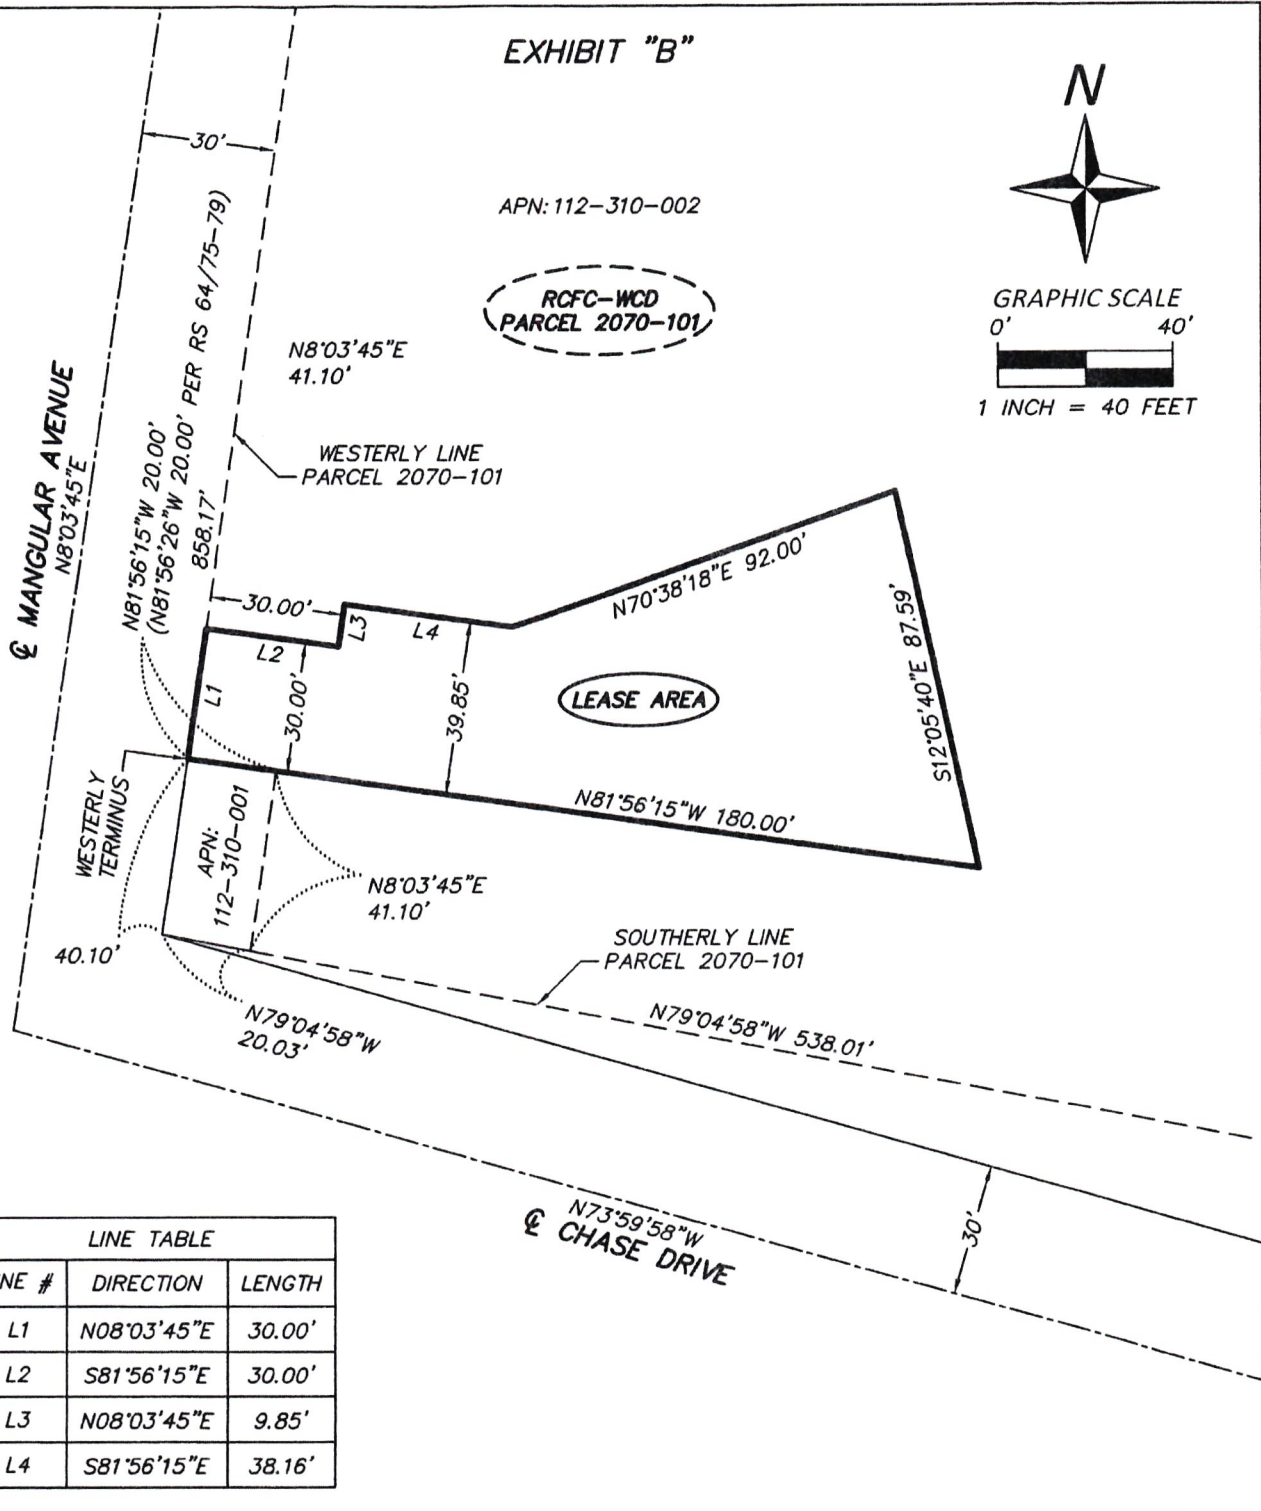 EXHIBIT "B"
N
30'
APN: 112-310-002
RCFC-WCD
PARCEL 2070-101
GRAPHIC SCALE
0' 40'
1 INCH = 40 FEET
N8°03'45"E
41.10'
WESTERLY LINE
PARCEL 2070-101
℄ MANGULAR AVENUE
N8°03'45"E
N81°56'15"W 20.00'
(N81°56'26"W 20.00' PER RS 64/75-79)
858.17'
30.00'
L1
L2
L3
L4
30.00'
39.85'
N70°38'18"E 92.00'
LEASE AREA
S12°05'40"E 87.59'
N81°56'15"W 180.00'
WESTERLY
TERMINUS
APN:
112-310-001
N8°03'45"E
41.10'
40.10'
N79°04'58"W
20.03'
SOUTHERLY LINE
PARCEL 2070-101
N79°04'58"W 538.01'
N73°59'58"W
℄ CHASE DRIVE
30'
LINE TABLE
NE # DIRECTION LENGTH
L1 N08°03'45"E 30.00'
L2 S81°56'15"E 30.00'
L3 N08°03'45"E 9.85'
L4 S81°56'15"E 38.16'